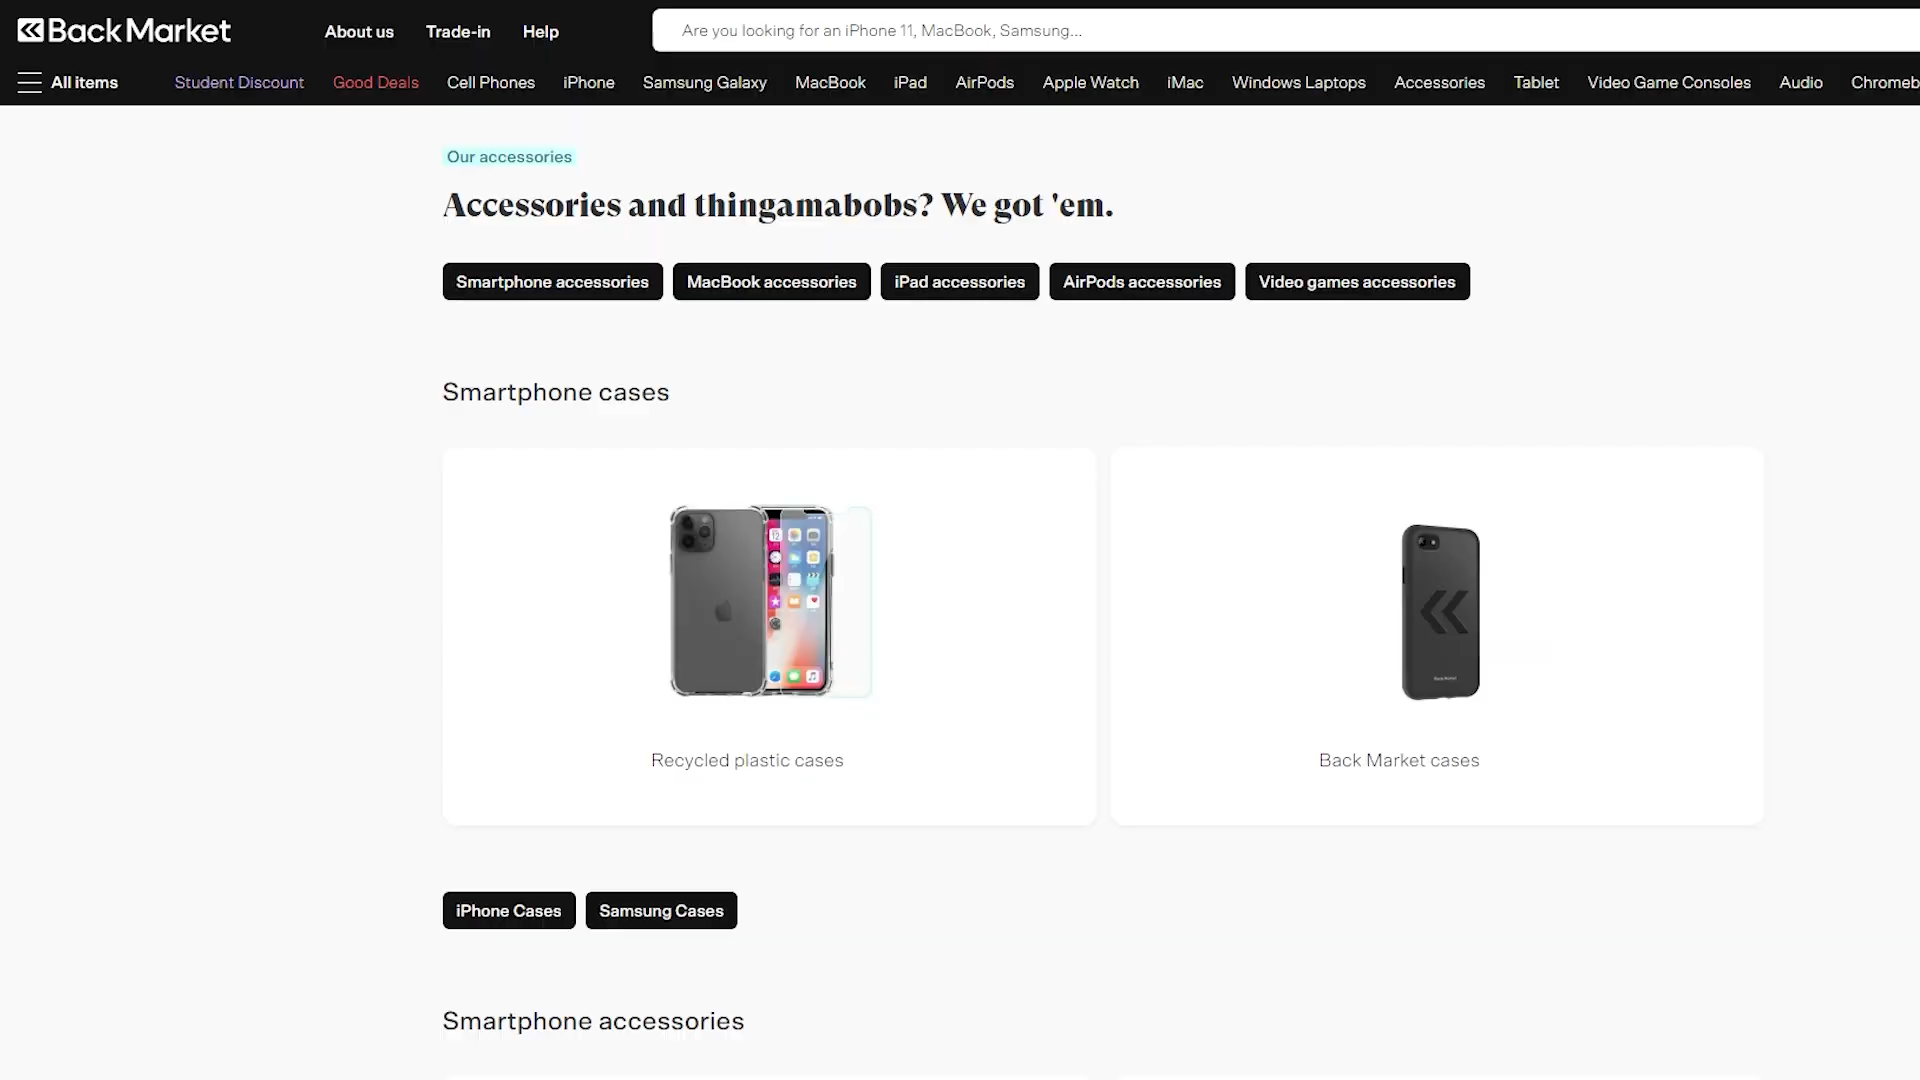 Back Market
About us
Trade-in
Help
Are you looking for an iPhone 11, MacBook, Samsung...
All items
Student Discount
Good Deals
Cell Phones
iPhone
Samsung Galaxy
MacBook
iPad
AirPods
Apple Watch
iMac
Windows Laptops
Accessories
Tablet
Video Game Consoles
Audio
Chromeb
Our accessories
Accessories and thingamabobs? We got 'em.
Smartphone accessories
MacBook accessories
iPad accessories
AirPods accessories
Video games accessories
Smartphone cases
Recycled plastic cases
Back Market cases
iPhone Cases
Samsung Cases
Smartphone accessories